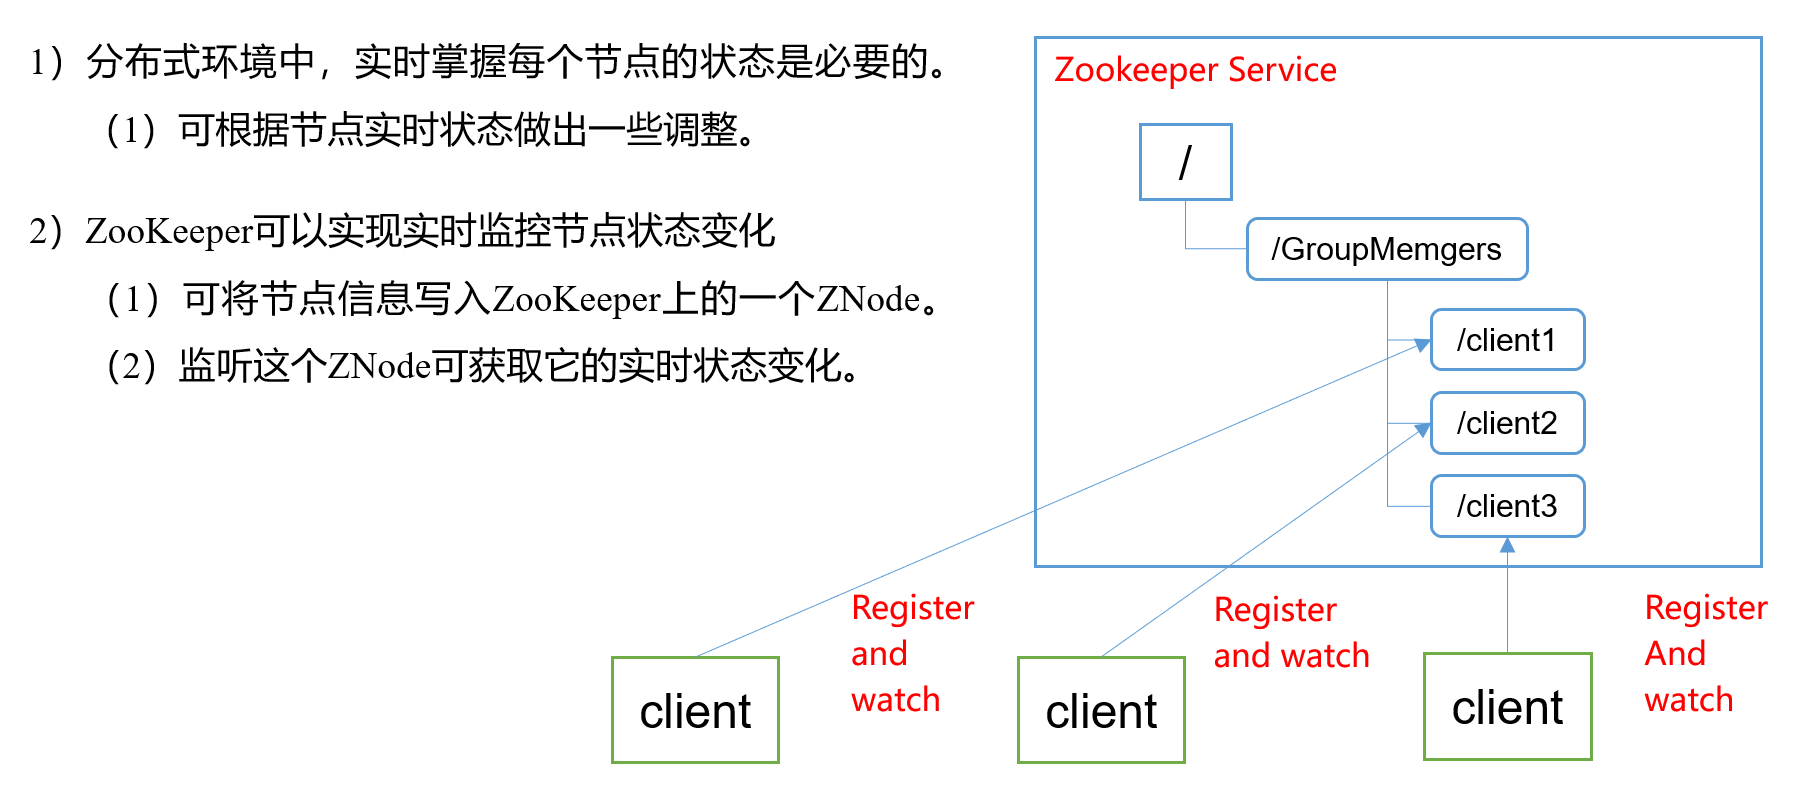 1）分布式环境中，实时掌握每个节点的状态是必要的。
（1）可根据节点实时状态做出一些调整。
2）ZooKeeper可以实现实时监控节点状态变化
（1）可将节点信息写入ZooKeeper上的一个ZNode。
（2）监听这个ZNode可获取它的实时状态变化。
Zookeeper Service
/
/GroupMemgers
/client1
/client2
/client3
Register
and
watch
Register
and watch
Register
And
watch
client
client
client